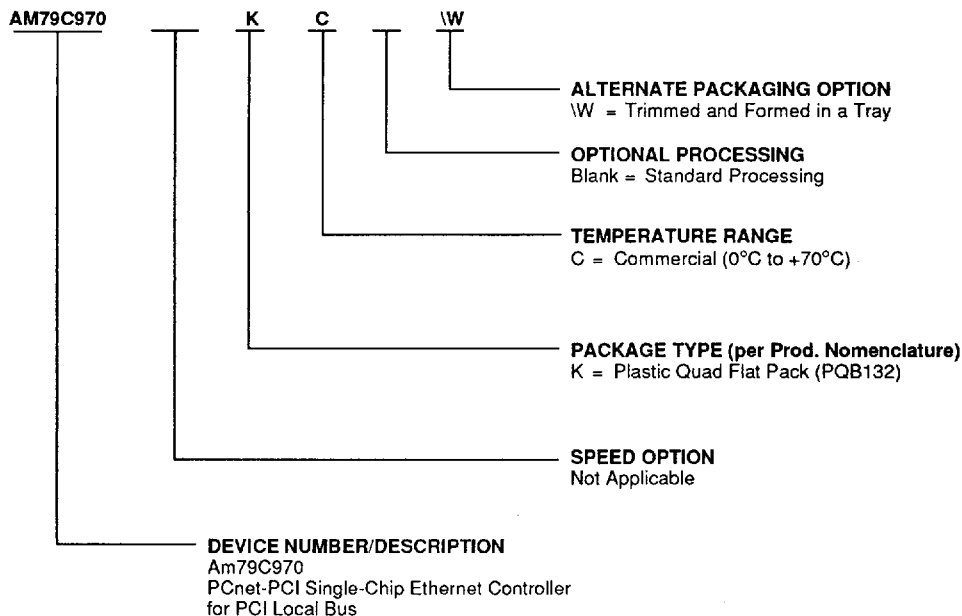 AM79C970 K C \W
ALTERNATE PACKAGING OPTION
\W = Trimmed and Formed in a Tray
OPTIONAL PROCESSING
Blank = Standard Processing
TEMPERATURE RANGE
C = Commercial (0°C to +70°C)
PACKAGE TYPE (per Prod. Nomenclature)
K = Plastic Quad Flat Pack (PQB132)
SPEED OPTION
Not Applicable
DEVICE NUMBER/DESCRIPTION
Am79C970
PCnet-PCI Single-Chip Ethernet Controller
for PCI Local Bus